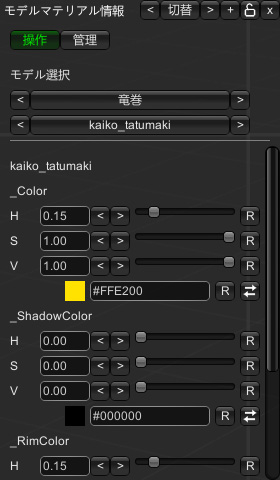 モデルマテリアル情報 < 切替 > + x
操作 管理
モデル選択
< 竜巻 >
< kaiko_tatumaki >
kaiko_tatumaki
_Color
H 0.15 < > R
S 1.00 < > R
V 1.00 < > R
#FFE200 R
_ShadowColor
H 0.00 < > R
S 0.00 < > R
V 0.00 < > R
#000000 R
_RimColor
H 0.15 < > R